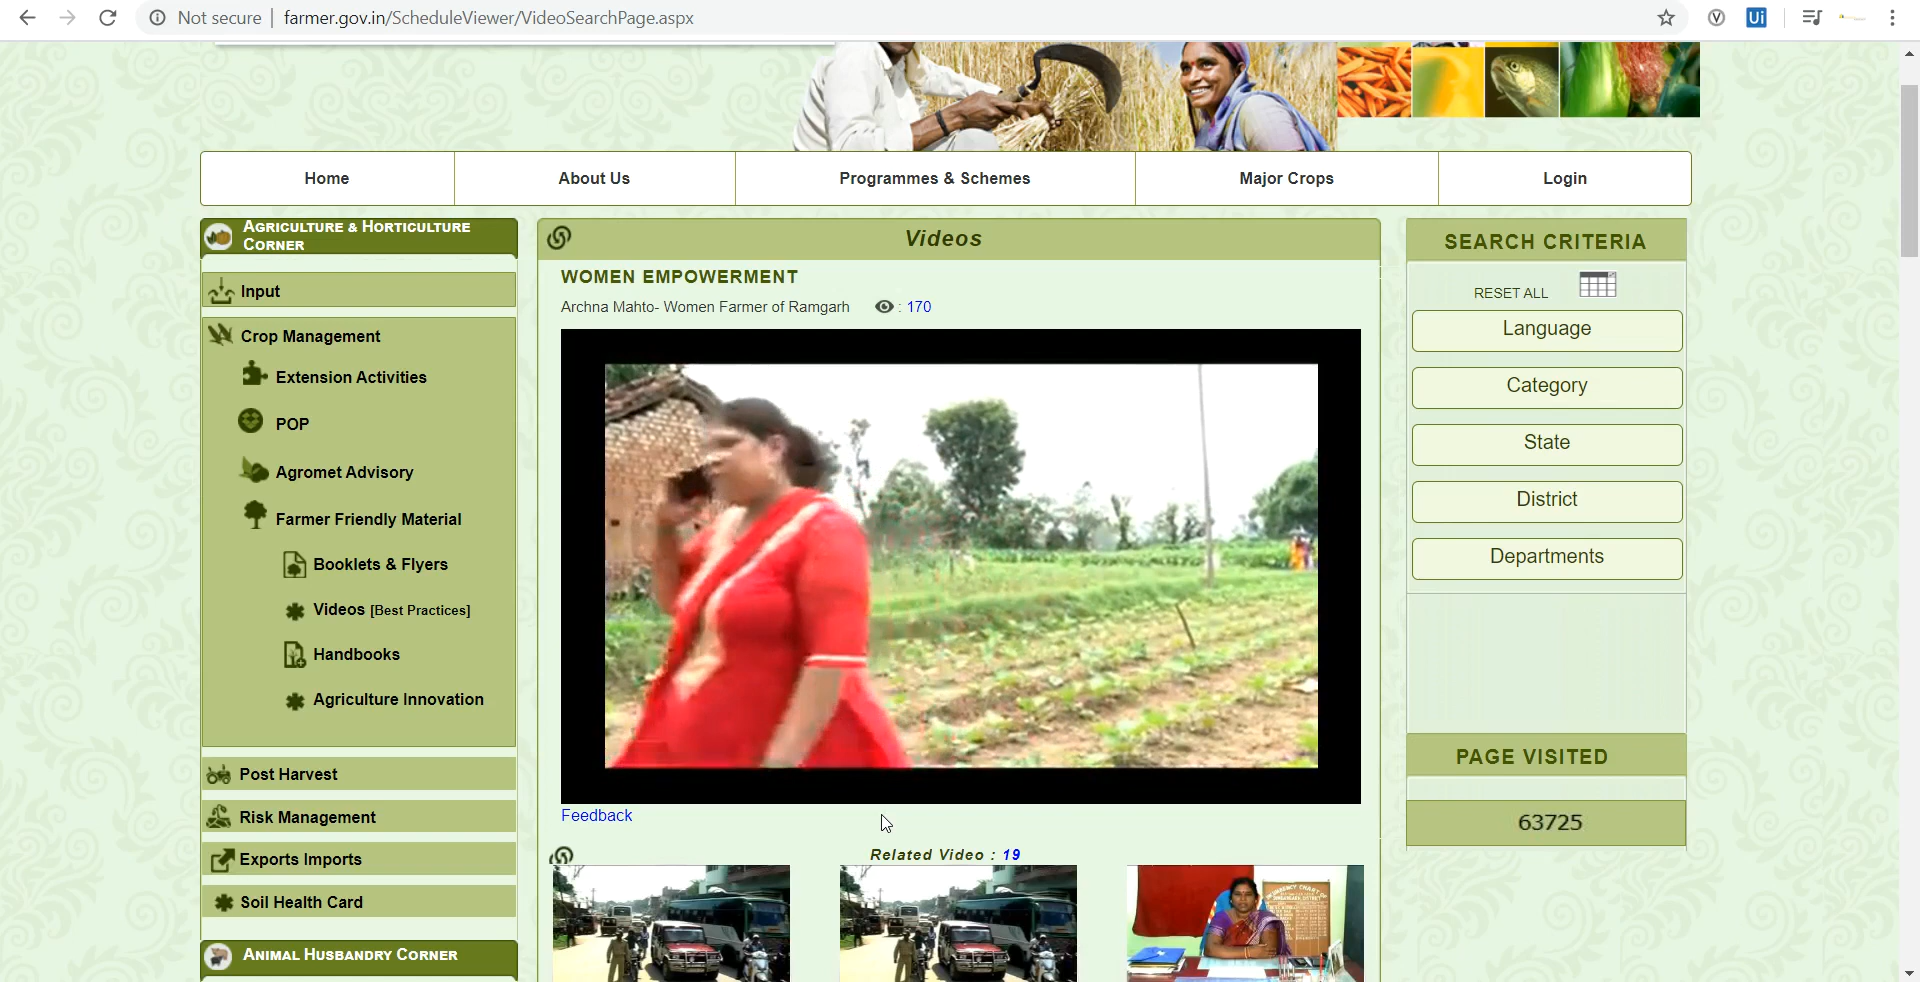 Not secure | farmer.gov.in/ScheduleViewer/VideoSearchPage.aspx
Ui
Home
About Us
Programmes & Schemes
Major Crops
Login
AGRICULTURE & HORTICULTURE
CORNER
Input
Crop Management
Extension Activities
POP
Agromet Advisory
Farmer Friendly Material
Booklets & Flyers
Videos [Best Practices]
Handbooks
Agriculture Innovation
Post Harvest
Risk Management
Exports Imports
Soil Health Card
ANIMAL HUSBANDRY CORNER
Videos
WOMEN EMPOWERMENT
Archna Mahto- Women Farmer of Ramgarh : 170
Feedback
Related Video : 19
SEARCH CRITERIA
RESET ALL
Language
Category
State
District
Departments
PAGE VISITED
63725